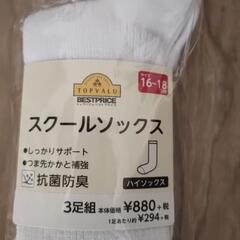 TOPVALU
BESTPRICE
サイズ
16~18
スクールソックス
●しっかりサポート
●つま先かかと補強
抗菌防臭
ハイソックス
3足組 本体価格 ¥880+税
1足あたり約¥294+税